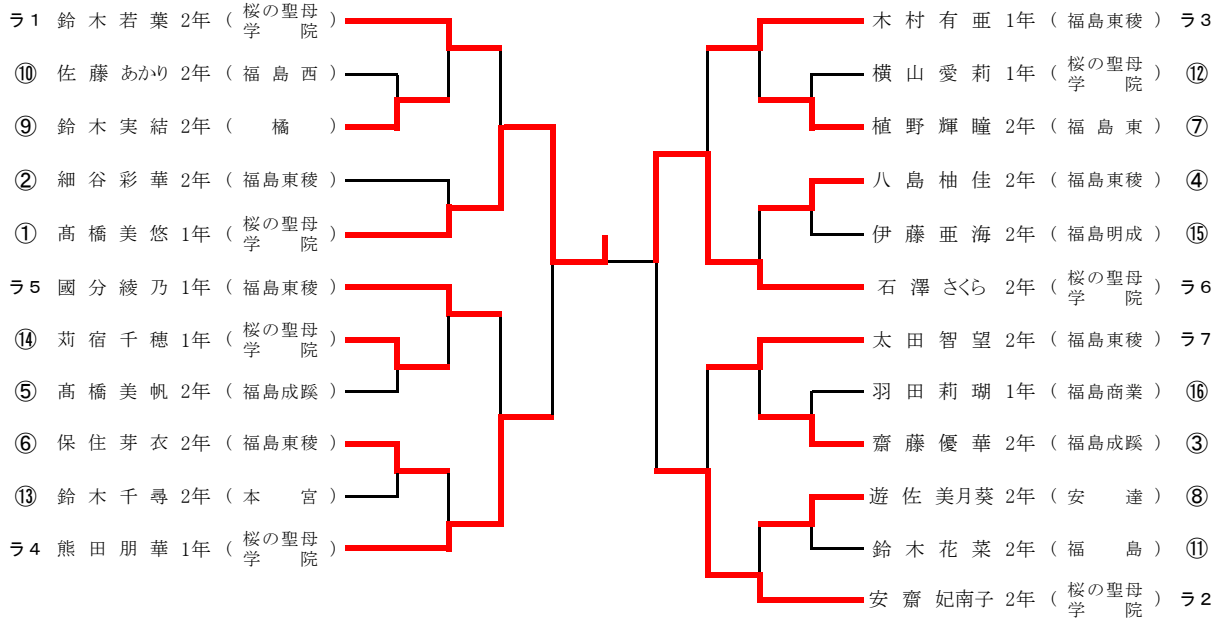 ラ1 鈴木若葉 2年 (桜の聖母学院)
⑩ 佐藤あかり 2年 (福島西)
⑨ 鈴木実結 2年 (橘)
② 細谷彩華 2年 (福島東稜)
① 髙橋美悠 1年 (桜の聖母学院)
ラ5 國分綾乃 1年 (福島東稜)
⑭ 苅宿千穂 1年 (桜の聖母学院)
⑤ 髙橋美帆 2年 (福島成蹊)
⑥ 保住芽衣 2年 (福島東稜)
⑬ 鈴木千尋 2年 (本宮)
ラ4 熊田朋華 1年 (桜の聖母学院)
木村有亜 1年 (福島東稜) ラ3
横山愛莉 1年 (桜の聖母学院) ⑫
植野輝瞳 2年 (福島東) ⑦
八島柚佳 2年 (福島東稜) ④
伊藤亜海 2年 (福島明成) ⑮
石澤さくら 2年 (桜の聖母学院) ラ6
太田智望 2年 (福島東稜) ラ7
羽田莉瑚 1年 (福島商業) ⑯
齋藤優華 2年 (福島成蹊) ③
遊佐美月葵 2年 (安達) ⑧
鈴木花菜 2年 (福島) ⑪
安齋妃南子 2年 (桜の聖母学院) ラ2